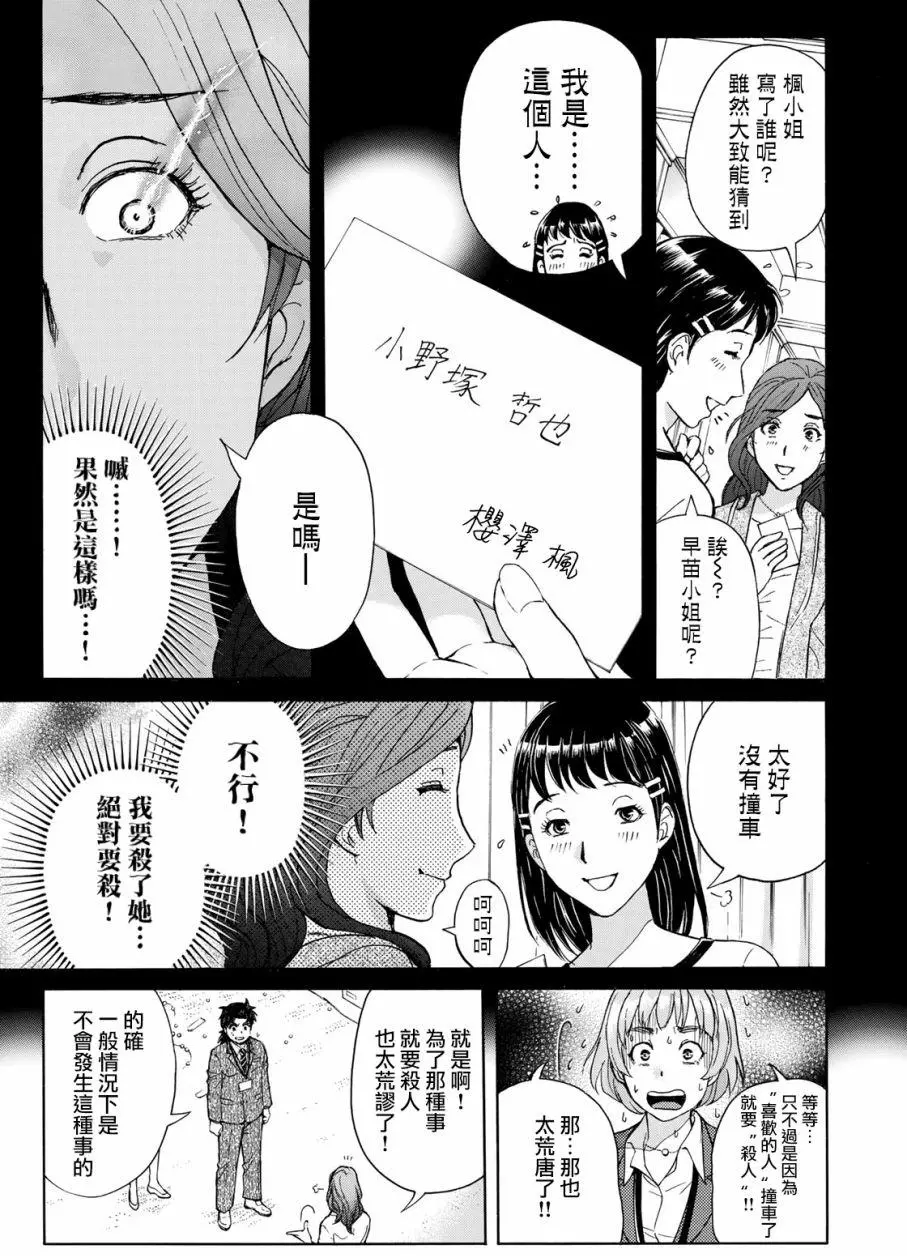 楓小姐
寫了誰呢？
雖然大致能猜到
我是……
這個人…
小野塚 哲也
櫻澤 楓
誒～？
早苗小姐呢？
是嗎—
喊……！
果然是這樣嗎…！
太好了
沒有撞車
呵呵呵
不行！
我要殺了她…
絕對要殺！
等等…
只不過是因為
“喜歡的人”撞車了
就要“殺人”!!
那…那也
太荒唐了!!
就是啊！
為了那種事
就要殺人
也太荒謬了！
的確
一般情況下是
不會發生這種事的